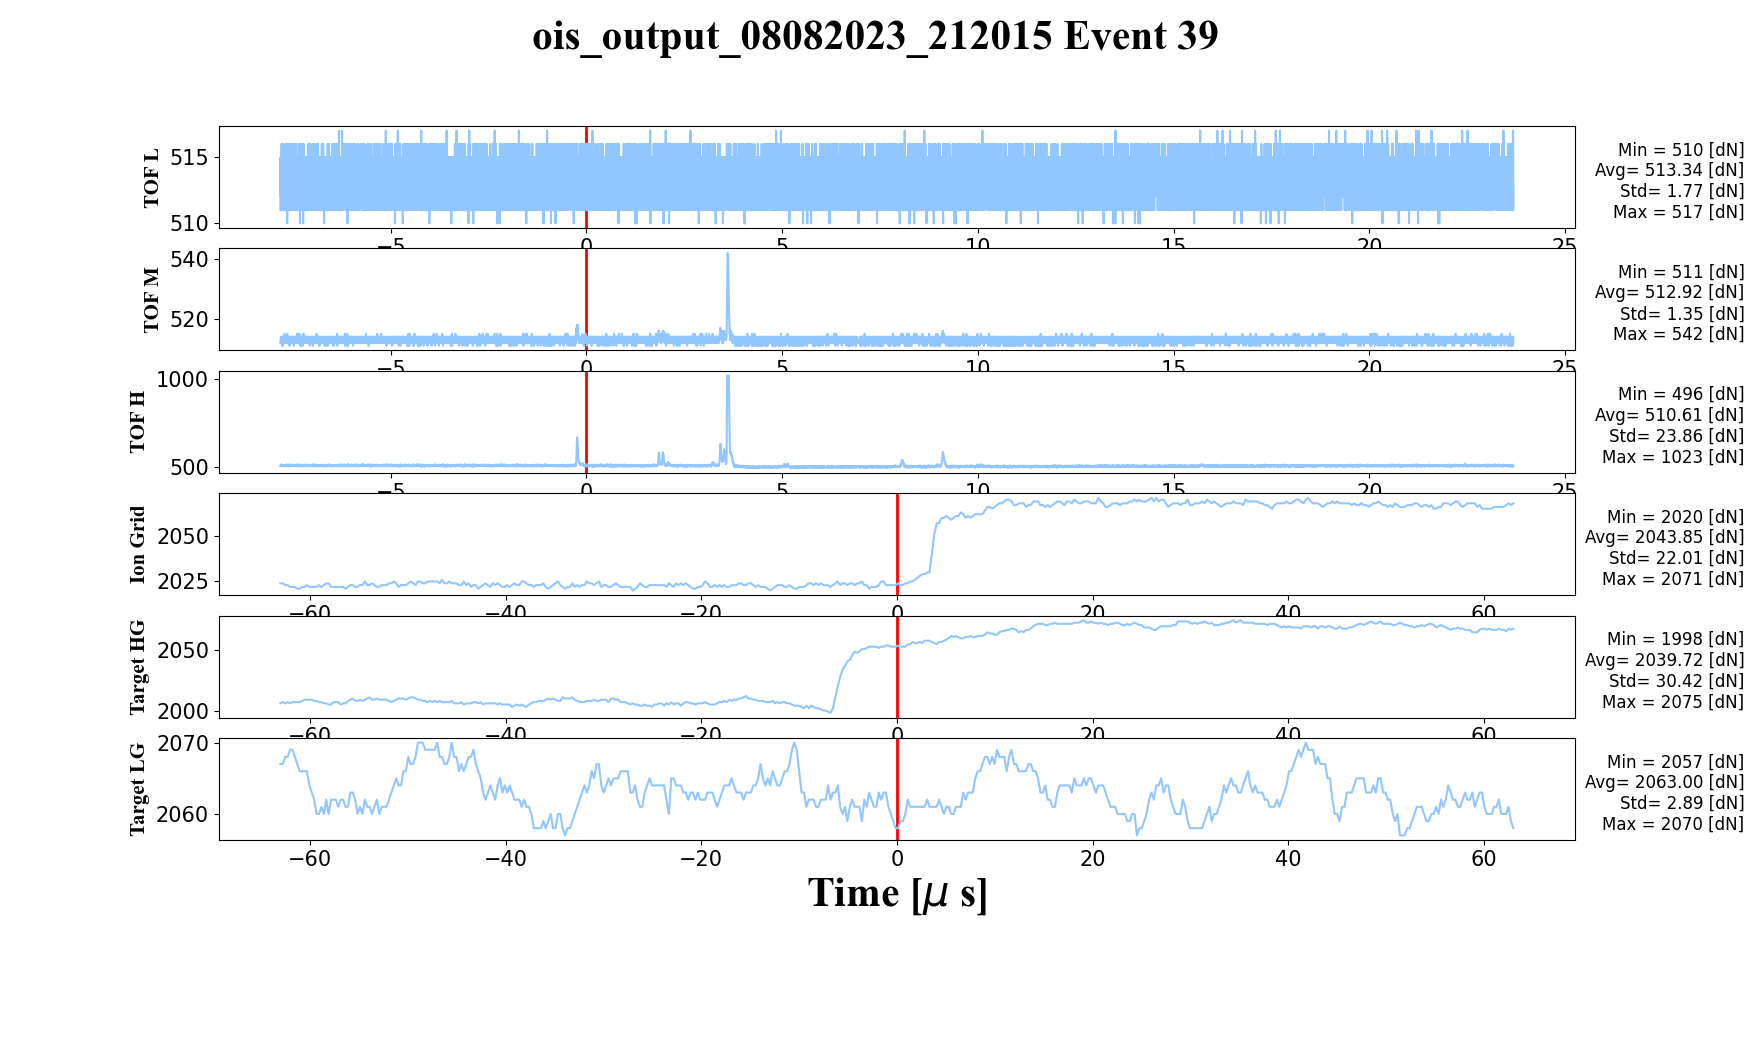 ois_output_08082023_212015 Event 39
TOF L
515
510
−5
0
5
10
15
20
25
Min = 510 [dN]
Avg= 513.34 [dN]
Std= 1.77 [dN]
Max = 517 [dN]
TOF M
540
520
−5
0
5
10
15
20
25
Min = 511 [dN]
Avg= 512.92 [dN]
Std= 1.35 [dN]
Max = 542 [dN]
TOF H
1000
500
−5
0
5
10
15
20
25
Min = 496 [dN]
Avg= 510.61 [dN]
Std= 23.86 [dN]
Max = 1023 [dN]
Ion Grid
2050
2025
−60
−40
−20
0
20
40
60
Min = 2020 [dN]
Avg= 2043.85 [dN]
Std= 22.01 [dN]
Max = 2071 [dN]
Target HG
2050
2000
−60
−40
−20
0
20
40
60
Min = 1998 [dN]
Avg= 2039.72 [dN]
Std= 30.42 [dN]
Max = 2075 [dN]
Target LG
2070
2060
−60
−40
−20
0
20
40
60
Min = 2057 [dN]
Avg= 2063.00 [dN]
Std= 2.89 [dN]
Max = 2070 [dN]
Time [μ s]